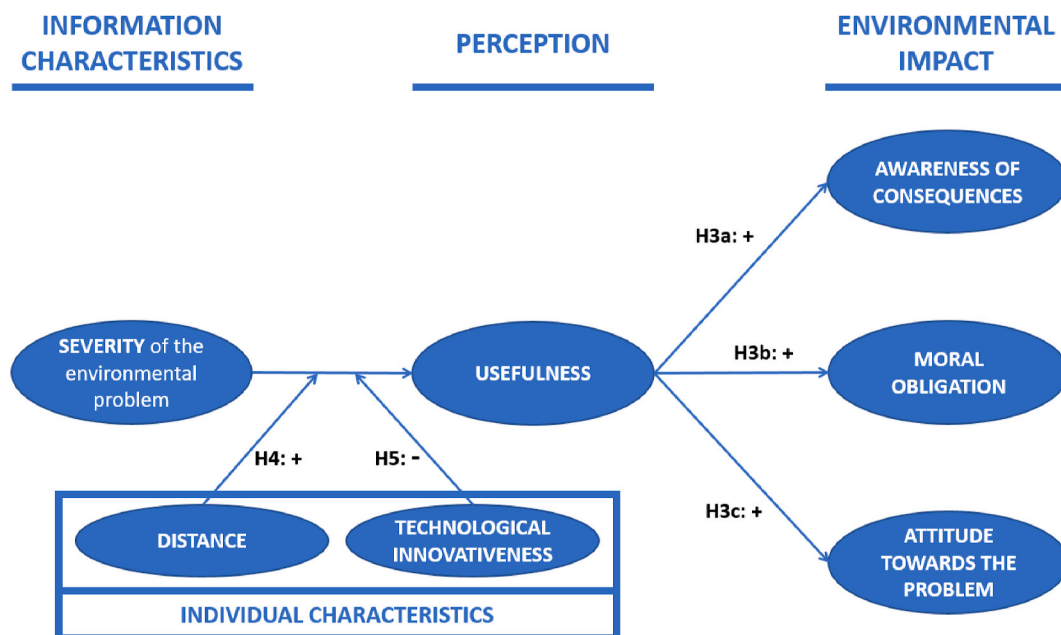 INFORMATION
CHARACTERISTICS
PERCEPTION
ENVIRONMENTAL
IMPACT
AWARENESS OF
CONSEQUENCES
H3a: +
SEVERITY of the
environmental
problem
USEFULNESS
H3b: +
MORAL
OBLIGATION
H4: +
H5: -
H3c: +
DISTANCE
TECHNOLOGICAL
INNOVATIVENESS
ATTITUDE
TOWARDS THE
PROBLEM
INDIVIDUAL CHARACTERISTICS